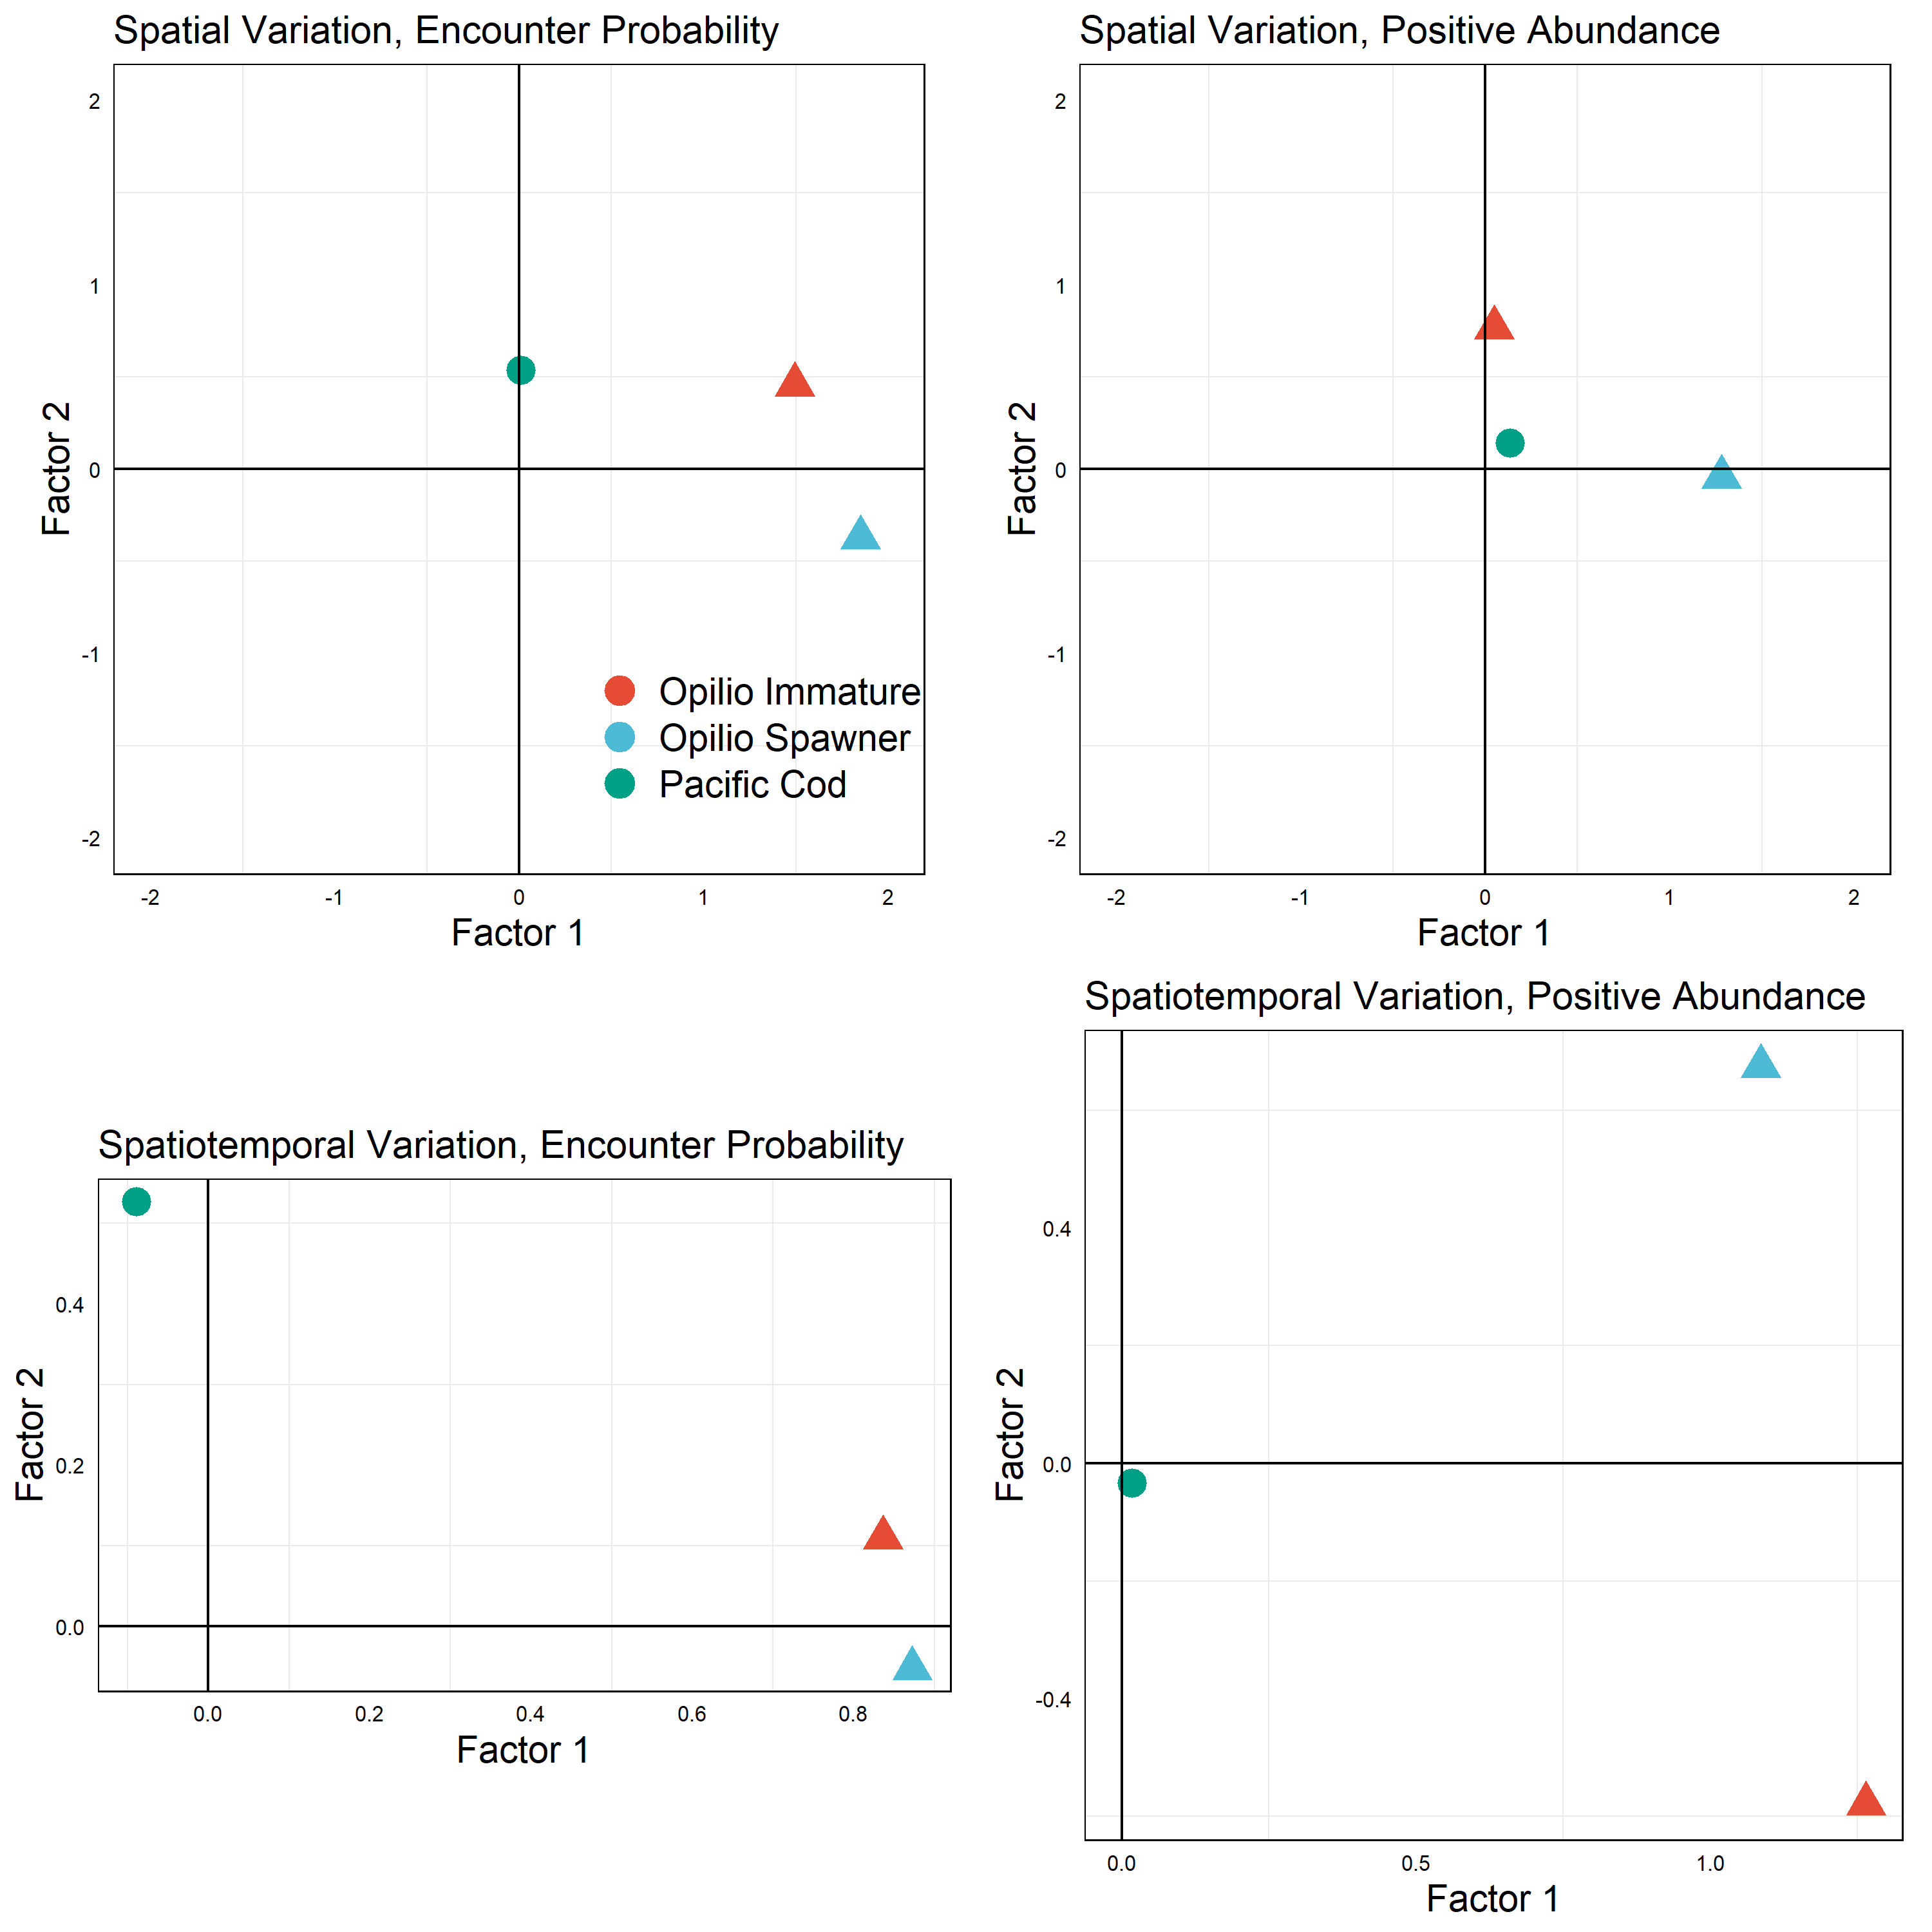 Spatial Variation, Encounter Probability
2
1
0
-1
-2
Factor 2
Opilio Immature
Opilio Spawner
Pacific Cod
-2 -1 0 1 2
Factor 1
Spatial Variation, Positive Abundance
2
1
0
-1
-2
Factor 2
-2 -1 0 1 2
Factor 1
Spatiotemporal Variation, Encounter Probability
0.4
0.2
0.0
Factor 2
0.0 0.2 0.4 0.6 0.8
Factor 1
Spatiotemporal Variation, Positive Abundance
0.4
0.0
-0.4
Factor 2
0.0 0.5 1.0
Factor 1